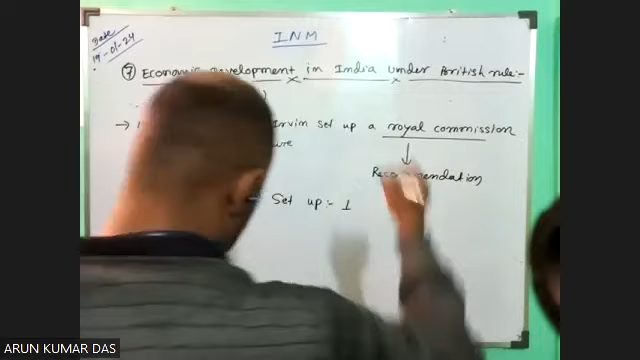 Date
19-01-24
INM
⑦ Economic Development in India under British rule:-
→ Irvin set up a royal commission
↓
Recommendation
Set up:- 1
ARUN KUMAR DAS